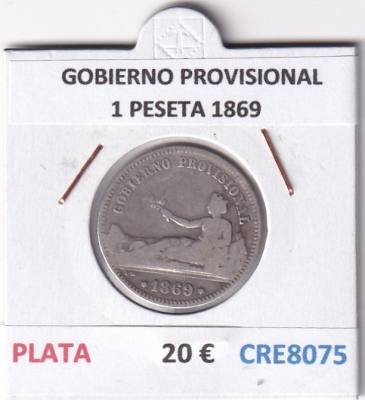 GOBIERNO PROVISIONAL
1 PESETA 1869
GOBIERNO PROVISIONAL
* 1869 *
PLATA 20 € CRE8075